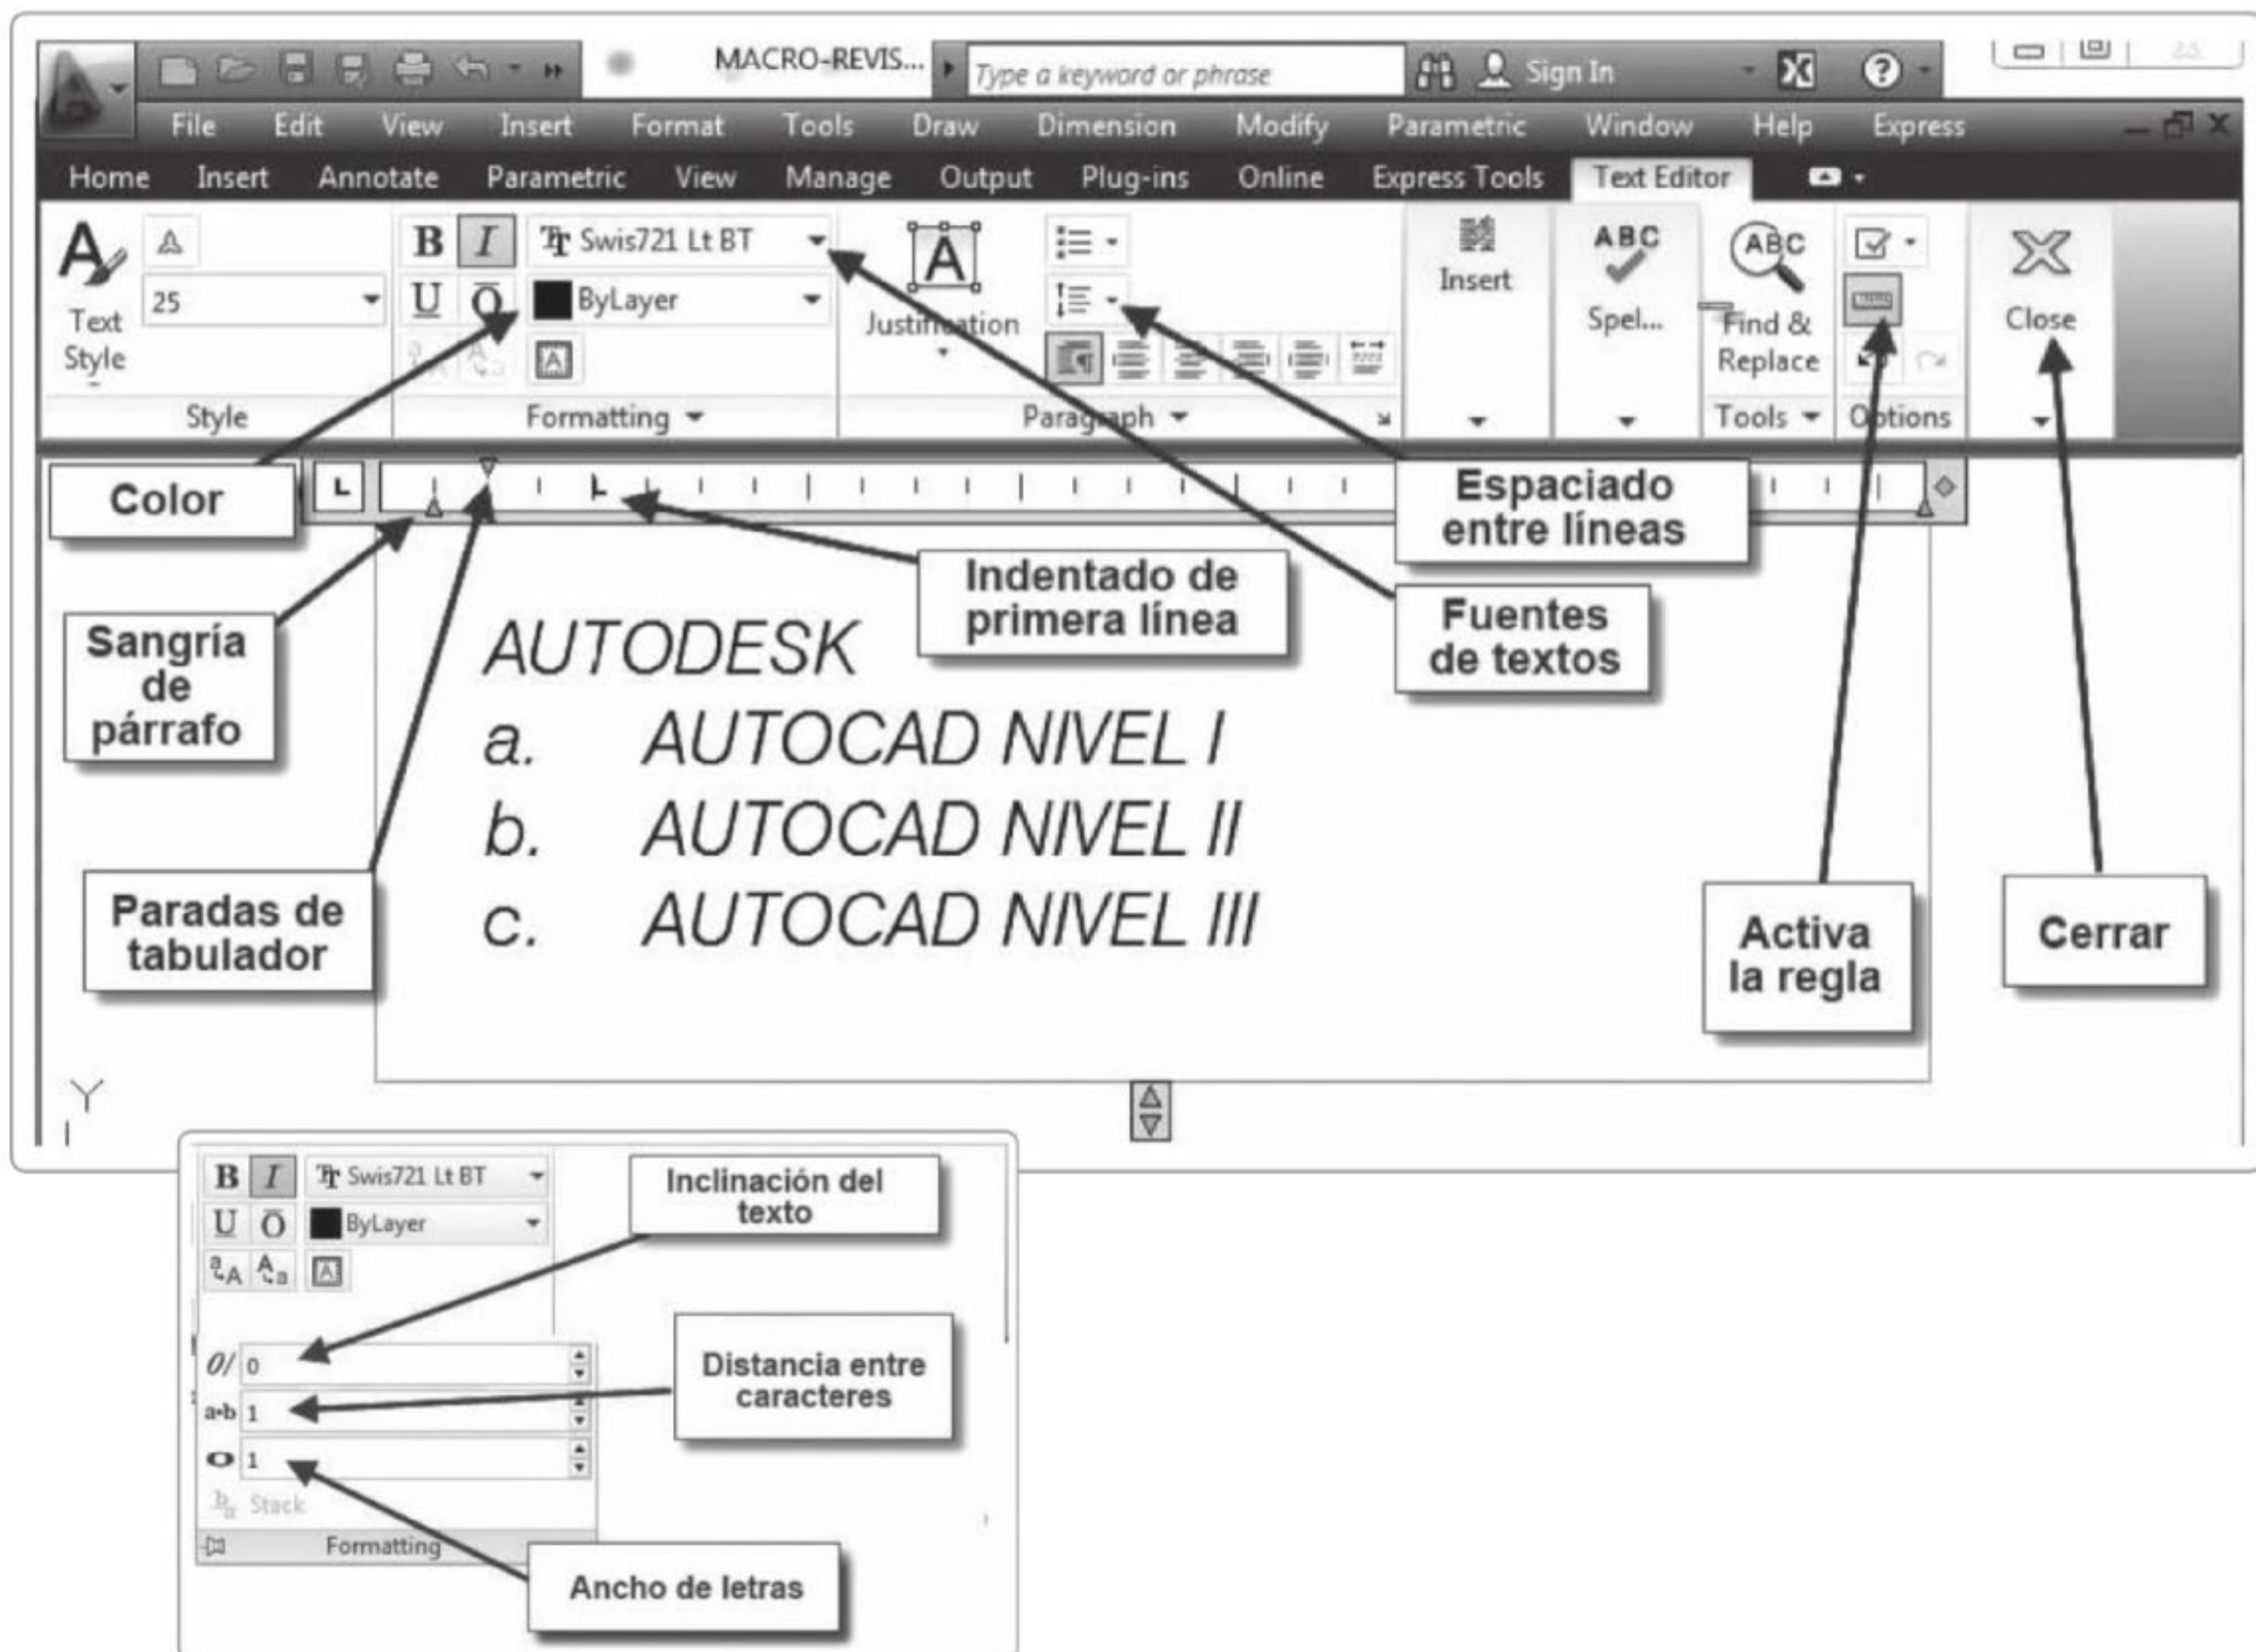 MACRO-REVIS...
Type a keyword or phrase
Sign In
File Edit View Insert Format Tools Draw Dimension Modify Parametric Window Help Express
Home Insert Annotate Parametric View Manage Output Plug-ins Online Express Tools Text Editor
Text
Style
25
Style
B I Swis721 Lt BT
U O ByLayer
Formatting
A
Justification
Paragraph
Insert
ABC
Spel...
ABC
Find &
Replace
Tools
Options
Close
Color
L
Espaciado
entre líneas
Indentado de
primera línea
Fuentes
de textos
Sangría
de
párrafo
AUTODESK
a. AUTOCAD NIVEL I
b. AUTOCAD NIVEL II
c. AUTOCAD NIVEL III
Paradas de
tabulador
Activa
la regla
Cerrar
Y
B I Swis721 Lt BT
U O ByLayer
aA Aa A
Inclinación del
texto
0/ 0
Distancia entre
caracteres
a-b 1
o 1
Stack
Formatting
Ancho de letras